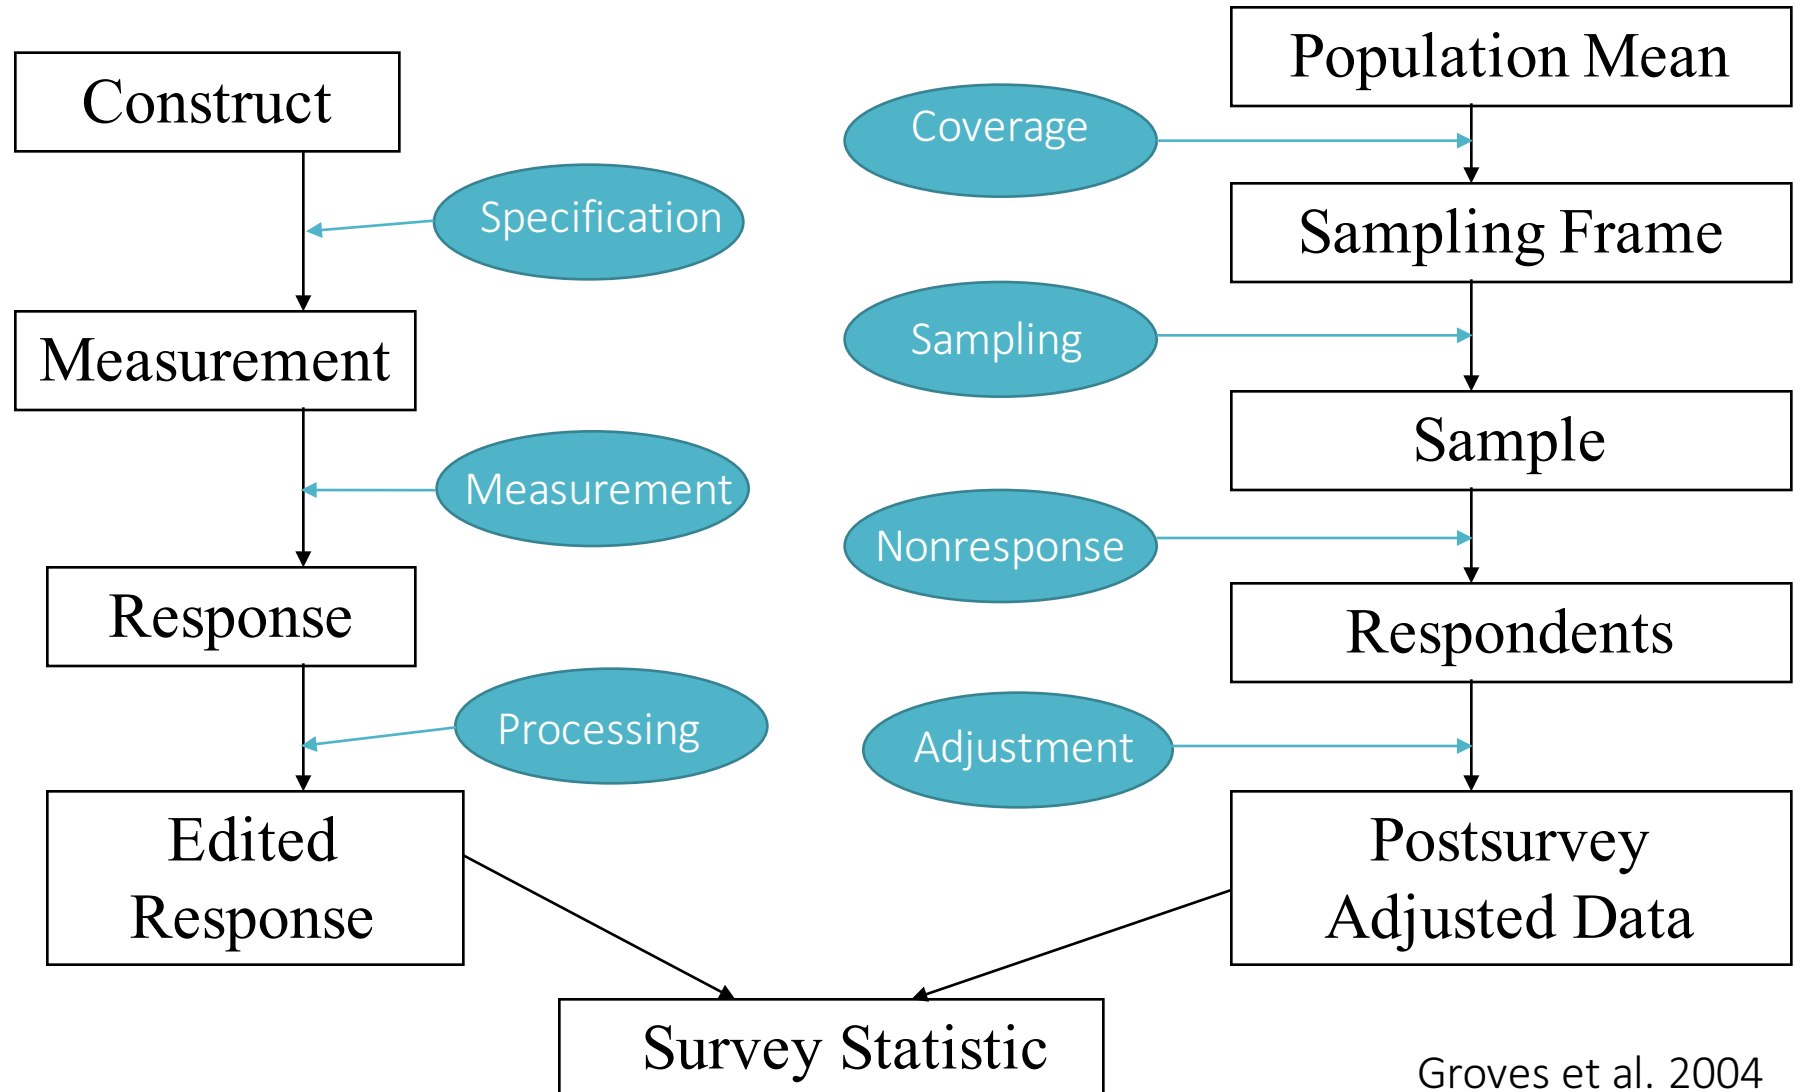 Construct
Specification
Measurement
Measurement
Response
Processing
Edited
Response
Population Mean
Coverage
Sampling Frame
Sampling
Sample
Nonresponse
Respondents
Adjustment
Postsurvey
Adjusted Data
Survey Statistic
Groves et al. 2004